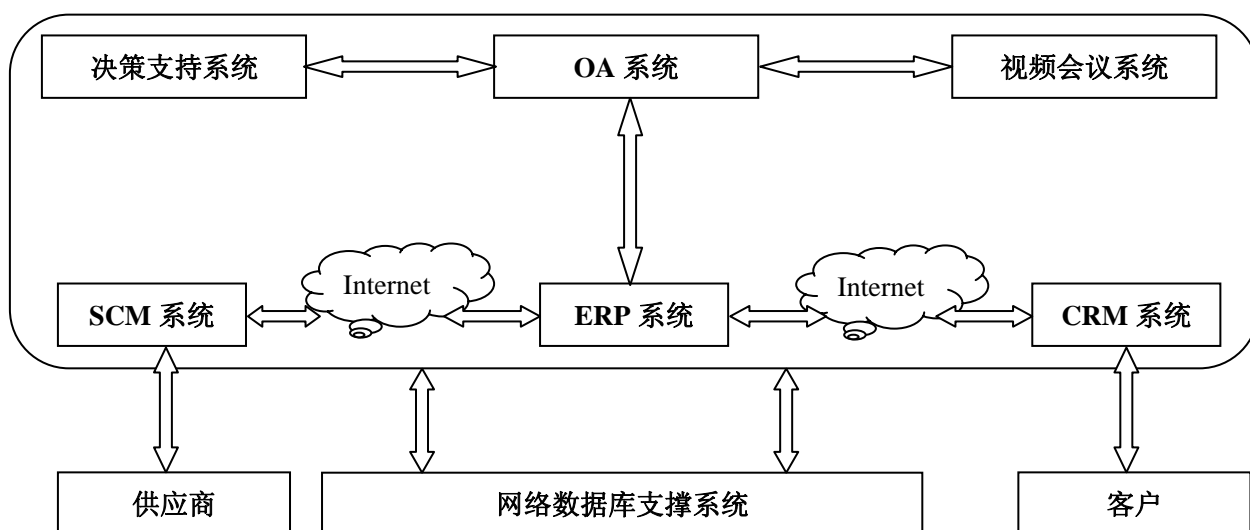 决策支持系统
OA 系统
视频会议系统
Internet
Internet
SCM 系统
ERP 系统
CRM 系统
供应商
网络数据库支撑系统
客户